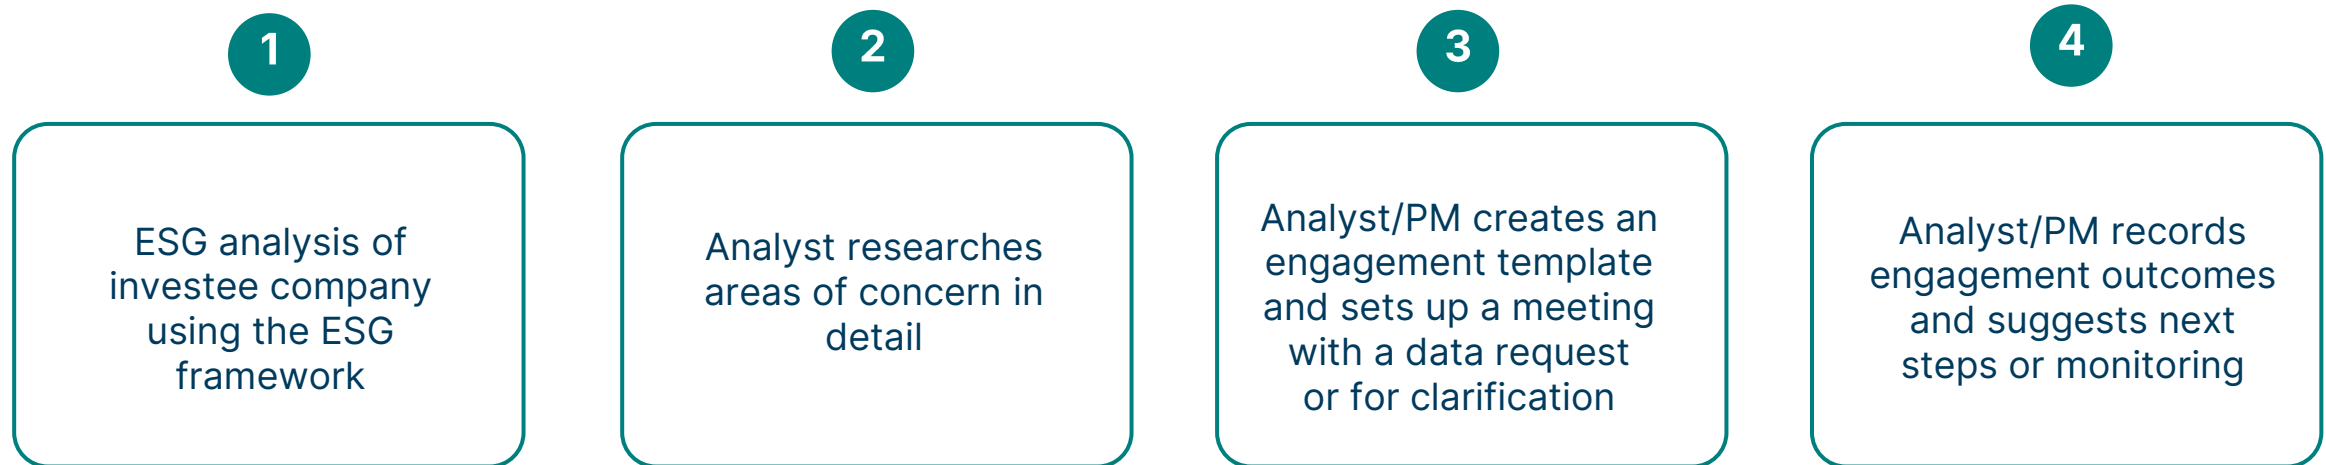 1
ESG analysis of
investee company
using the ESG
framework
2
Analyst researches
areas of concern in
detail
3
Analyst/PM creates an
engagement template
and sets up a meeting
with a data request
or for clarification
4
Analyst/PM records
engagement outcomes
and suggests next
steps or monitoring